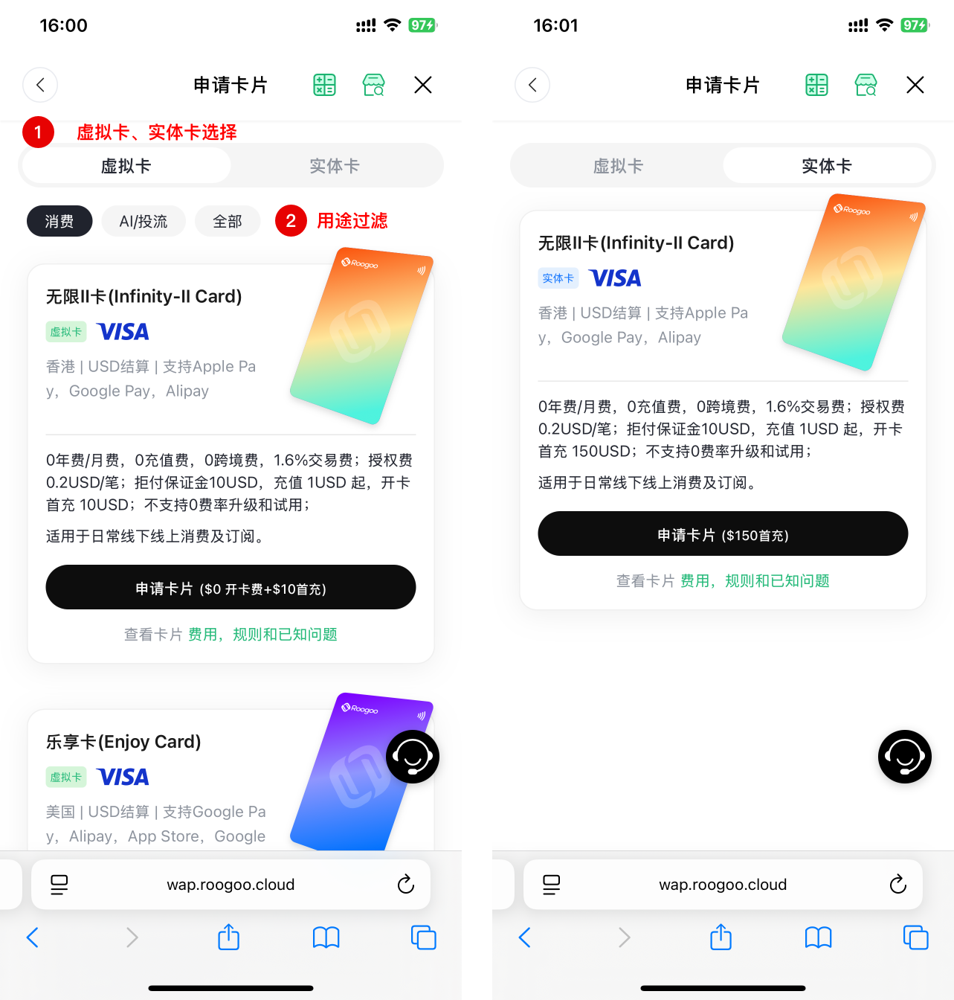 16:00
97
申请卡片
1 虚拟卡、实体卡选择
虚拟卡 实体卡
消费 AI/投流 全部 2 用途过滤
Roogoo
无限II卡(Infinity-II Card)
虚拟卡 VISA
香港 | USD结算 | 支持Apple Pa
y，Google Pay，Alipay
0年费/月费，0充值费，0跨境费，1.6%交易费；授权费
0.2USD/笔；拒付保证金10USD，充值 1USD 起，开卡
首充 10USD；不支持0费率升级和试用；
适用于日常线下线上消费及订阅。
申请卡片 ($0 开卡费+$10首充)
查看卡片 费用，规则和已知问题
Roogoo
乐享卡(Enjoy Card)
虚拟卡 VISA
美国 | USD结算 | 支持Google Pa
y，Alipay，App Store，Google
wap.roogoo.cloud
16:01
97
申请卡片
虚拟卡 实体卡
Roogoo
无限II卡(Infinity-II Card)
实体卡 VISA
香港 | USD结算 | 支持Apple Pa
y，Google Pay，Alipay
0年费/月费，0充值费，0跨境费，1.6%交易费；授权费
0.2USD/笔；拒付保证金10USD，充值 1USD 起，开卡
首充 150USD；不支持0费率升级和试用；
适用于日常线下线上消费及订阅。
申请卡片 ($150首充)
查看卡片 费用，规则和已知问题
wap.roogoo.cloud